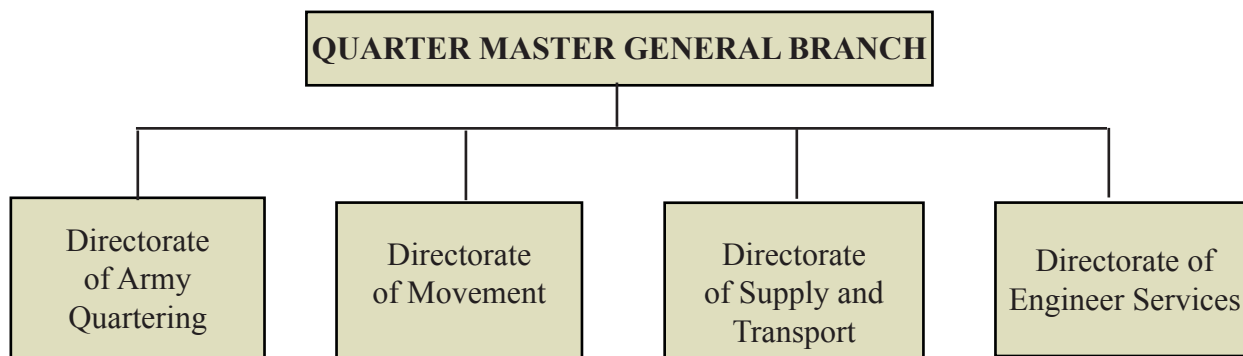 QUARTER MASTER GENERAL BRANCH
Directorate
of Army
Quartering
Directorate
of Movement
Directorate
of Supply and
Transport
Directorate of
Engineer Services